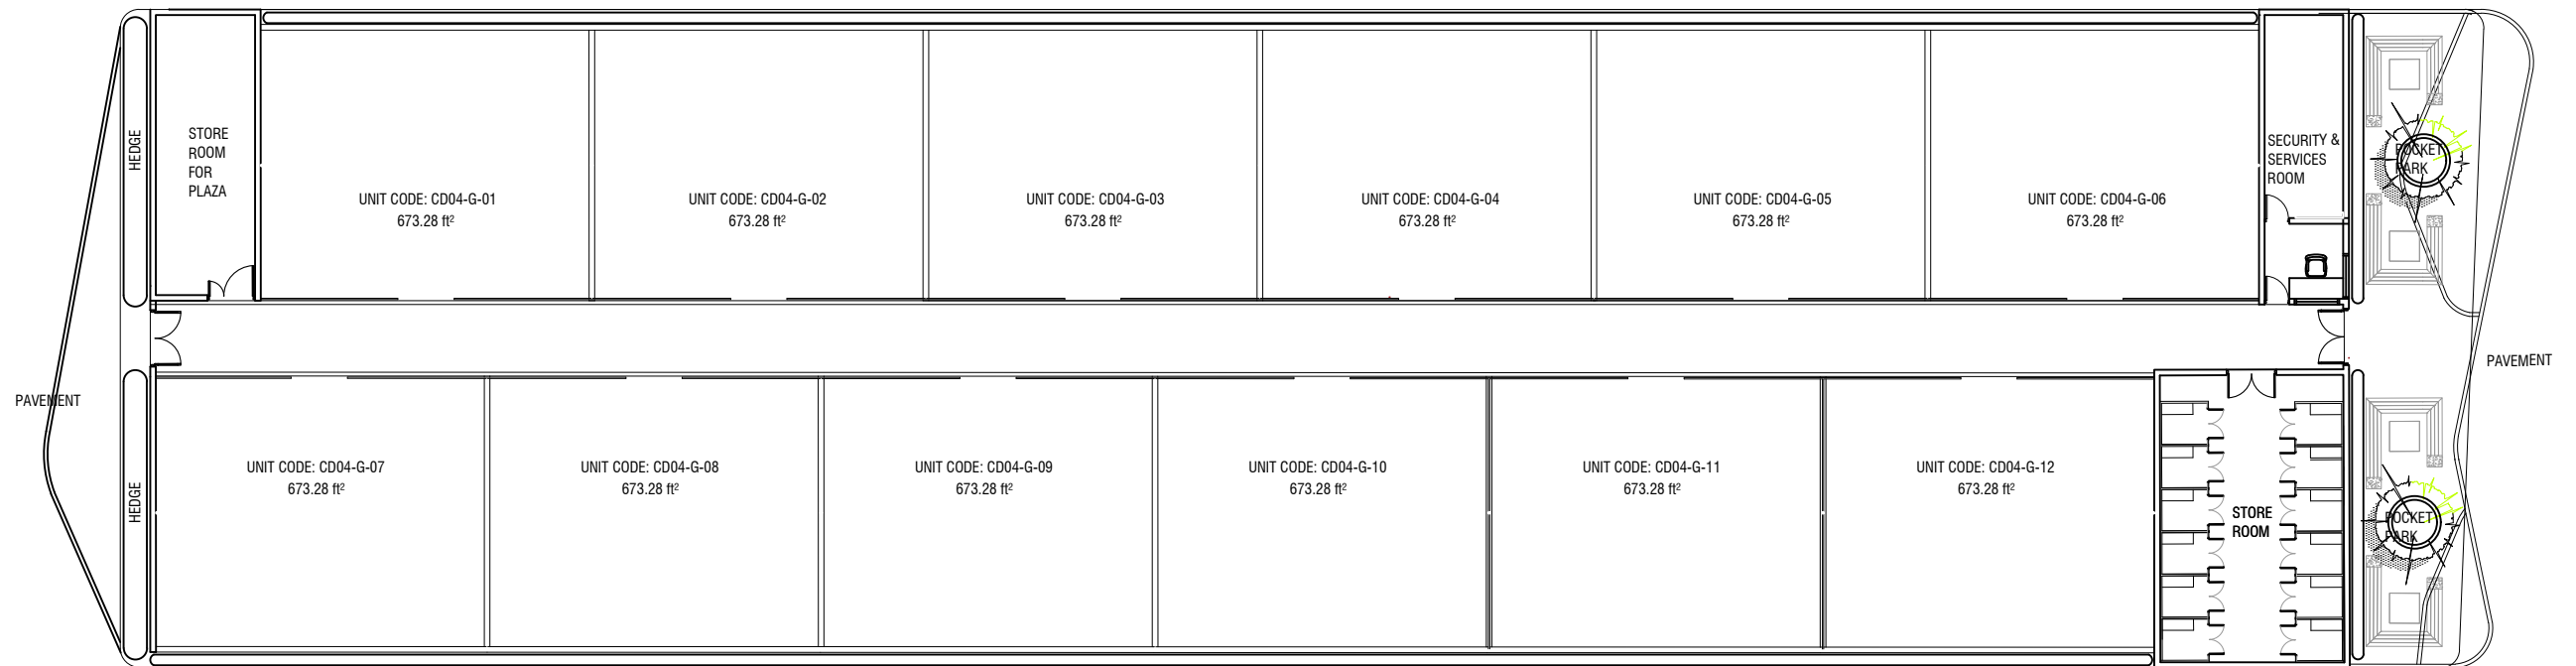 HEDGE
STORE
ROOM
FOR
PLAZA
UNIT CODE: CD04-G-01
673.28 ft²
UNIT CODE: CD04-G-02
673.28 ft²
UNIT CODE: CD04-G-03
673.28 ft²
UNIT CODE: CD04-G-04
673.28 ft²
UNIT CODE: CD04-G-05
673.28 ft²
UNIT CODE: CD04-G-06
673.28 ft²
SECURITY &
SERVICES
ROOM
POCKET
PARK
PAVEMENT
PAVEMENT
HEDGE
UNIT CODE: CD04-G-07
673.28 ft²
UNIT CODE: CD04-G-08
673.28 ft²
UNIT CODE: CD04-G-09
673.28 ft²
UNIT CODE: CD04-G-10
673.28 ft²
UNIT CODE: CD04-G-11
673.28 ft²
UNIT CODE: CD04-G-12
673.28 ft²
STORE
ROOM
POCKET
PARK